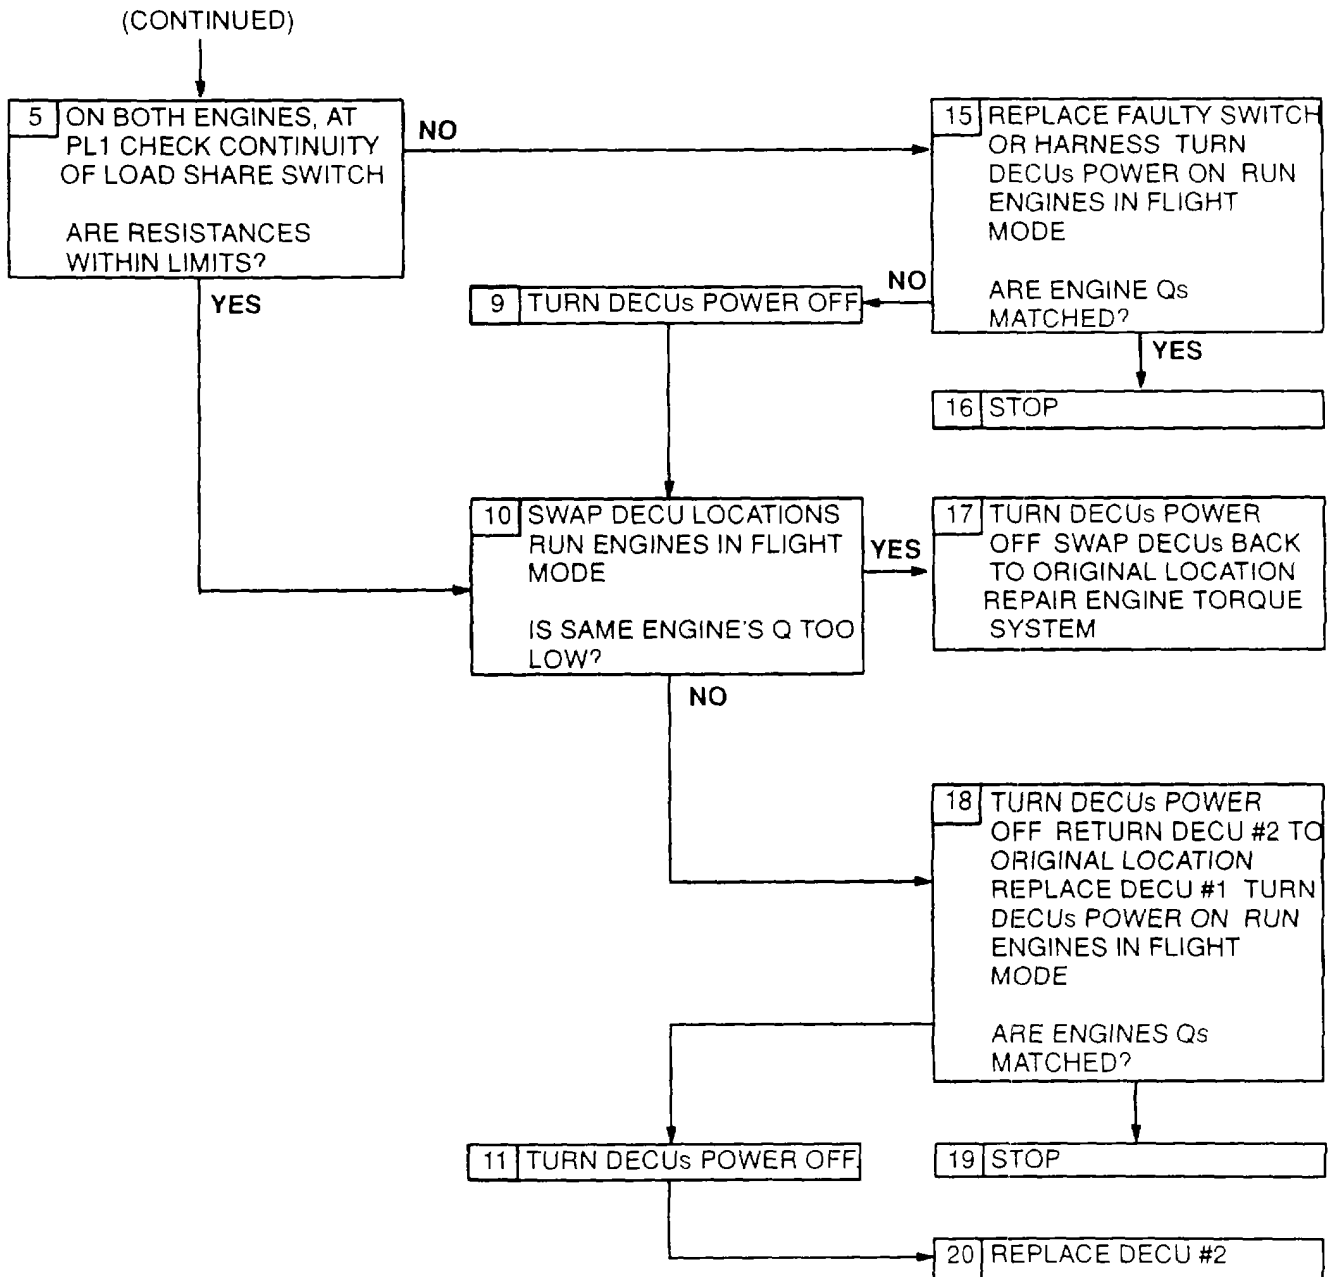 (CONTINUED)
5 ON BOTH ENGINES, AT
PL1 CHECK CONTINUITY
OF LOAD SHARE SWITCH
ARE RESISTANCES
WITHIN LIMITS?
NO
YES
15 REPLACE FAULTY SWITCH
OR HARNESS TURN
DECUs POWER ON RUN
ENGINES IN FLIGHT
MODE
ARE ENGINE Qs
MATCHED?
NO
YES
9 TURN DECUs POWER OFF
16 STOP
10 SWAP DECU LOCATIONS
RUN ENGINES IN FLIGHT
MODE
IS SAME ENGINE'S Q TOO
LOW?
YES
NO
17 TURN DECUs POWER
OFF SWAP DECUs BACK
TO ORIGINAL LOCATION
REPAIR ENGINE TORQUE
SYSTEM
18 TURN DECUs POWER
OFF RETURN DECU #2 TO
ORIGINAL LOCATION
REPLACE DECU #1 TURN
DECUs POWER ON RUN
ENGINES IN FLIGHT
MODE
ARE ENGINES Qs
MATCHED?
11 TURN DECUs POWER OFF
19 STOP
20 REPLACE DECU #2